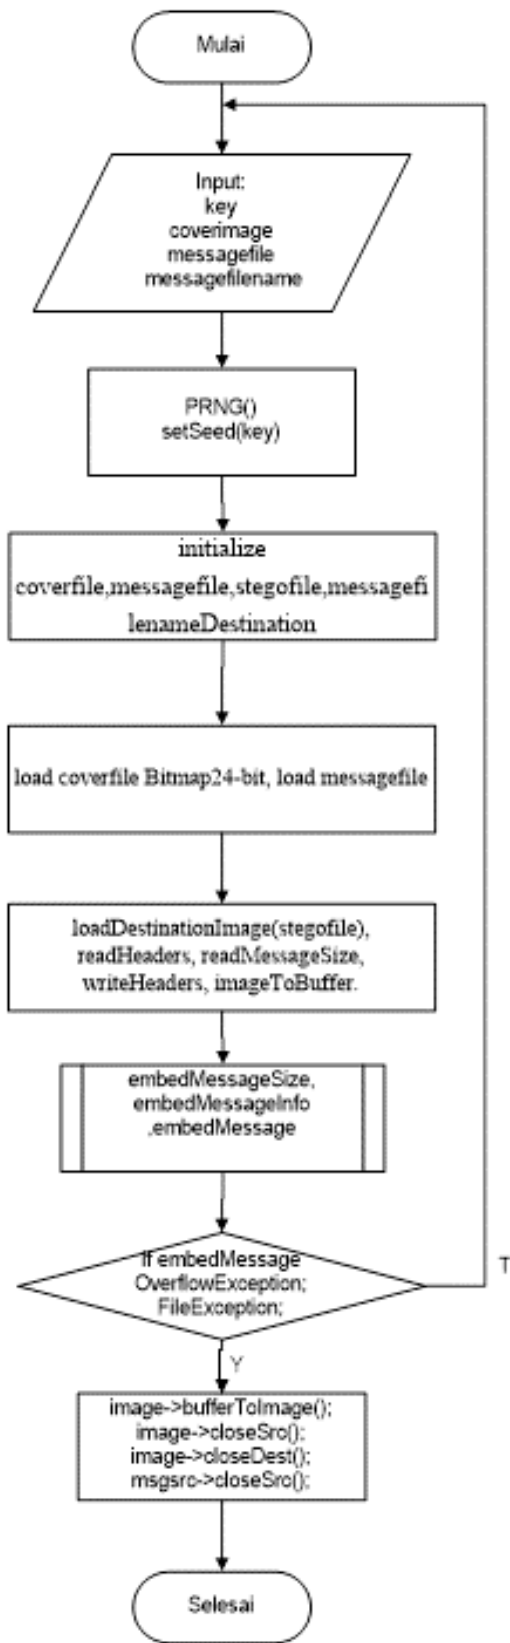 Mulai
Input:
key
coverimage
messagefile
messagefilename
PRNG()
setSeed(key)
initialize
coverfile,messagefile,stegofile,messagefi
lenameDestination
load coverfile Bitmap24-bit, load messagefile
loadDestinationImage(stegofile),
readHeaders, readMessageSize,
writeHeaders, imageToBuffer.
embedMessageSize,
embedMessageInfo
,embedMessage
If embedMessage
OverflowException;
FileException;
T
Y
image->bufferToImage();
image->closeSrc();
image->closeDest();
msgsrc->closeSrc();
Selesai